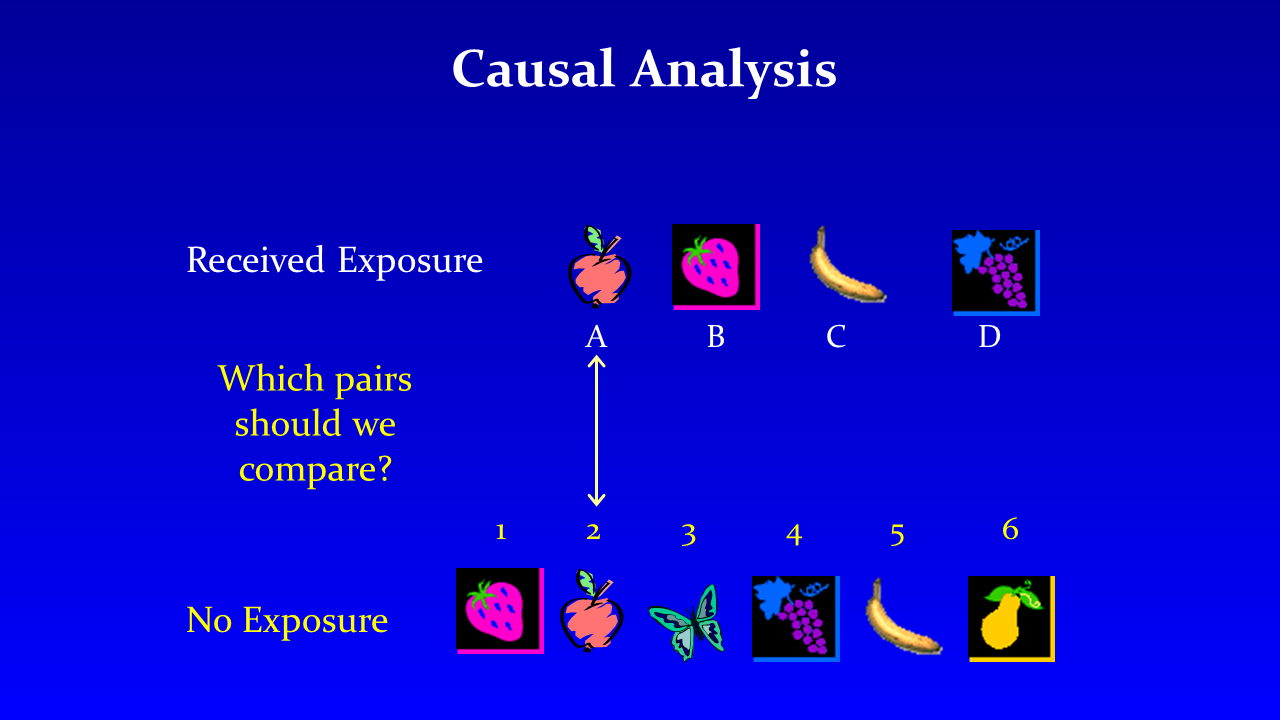 Causal Analysis
Received Exposure
A B C D
Which pairs
should we
compare?
1 2 3 4 5 6
No Exposure